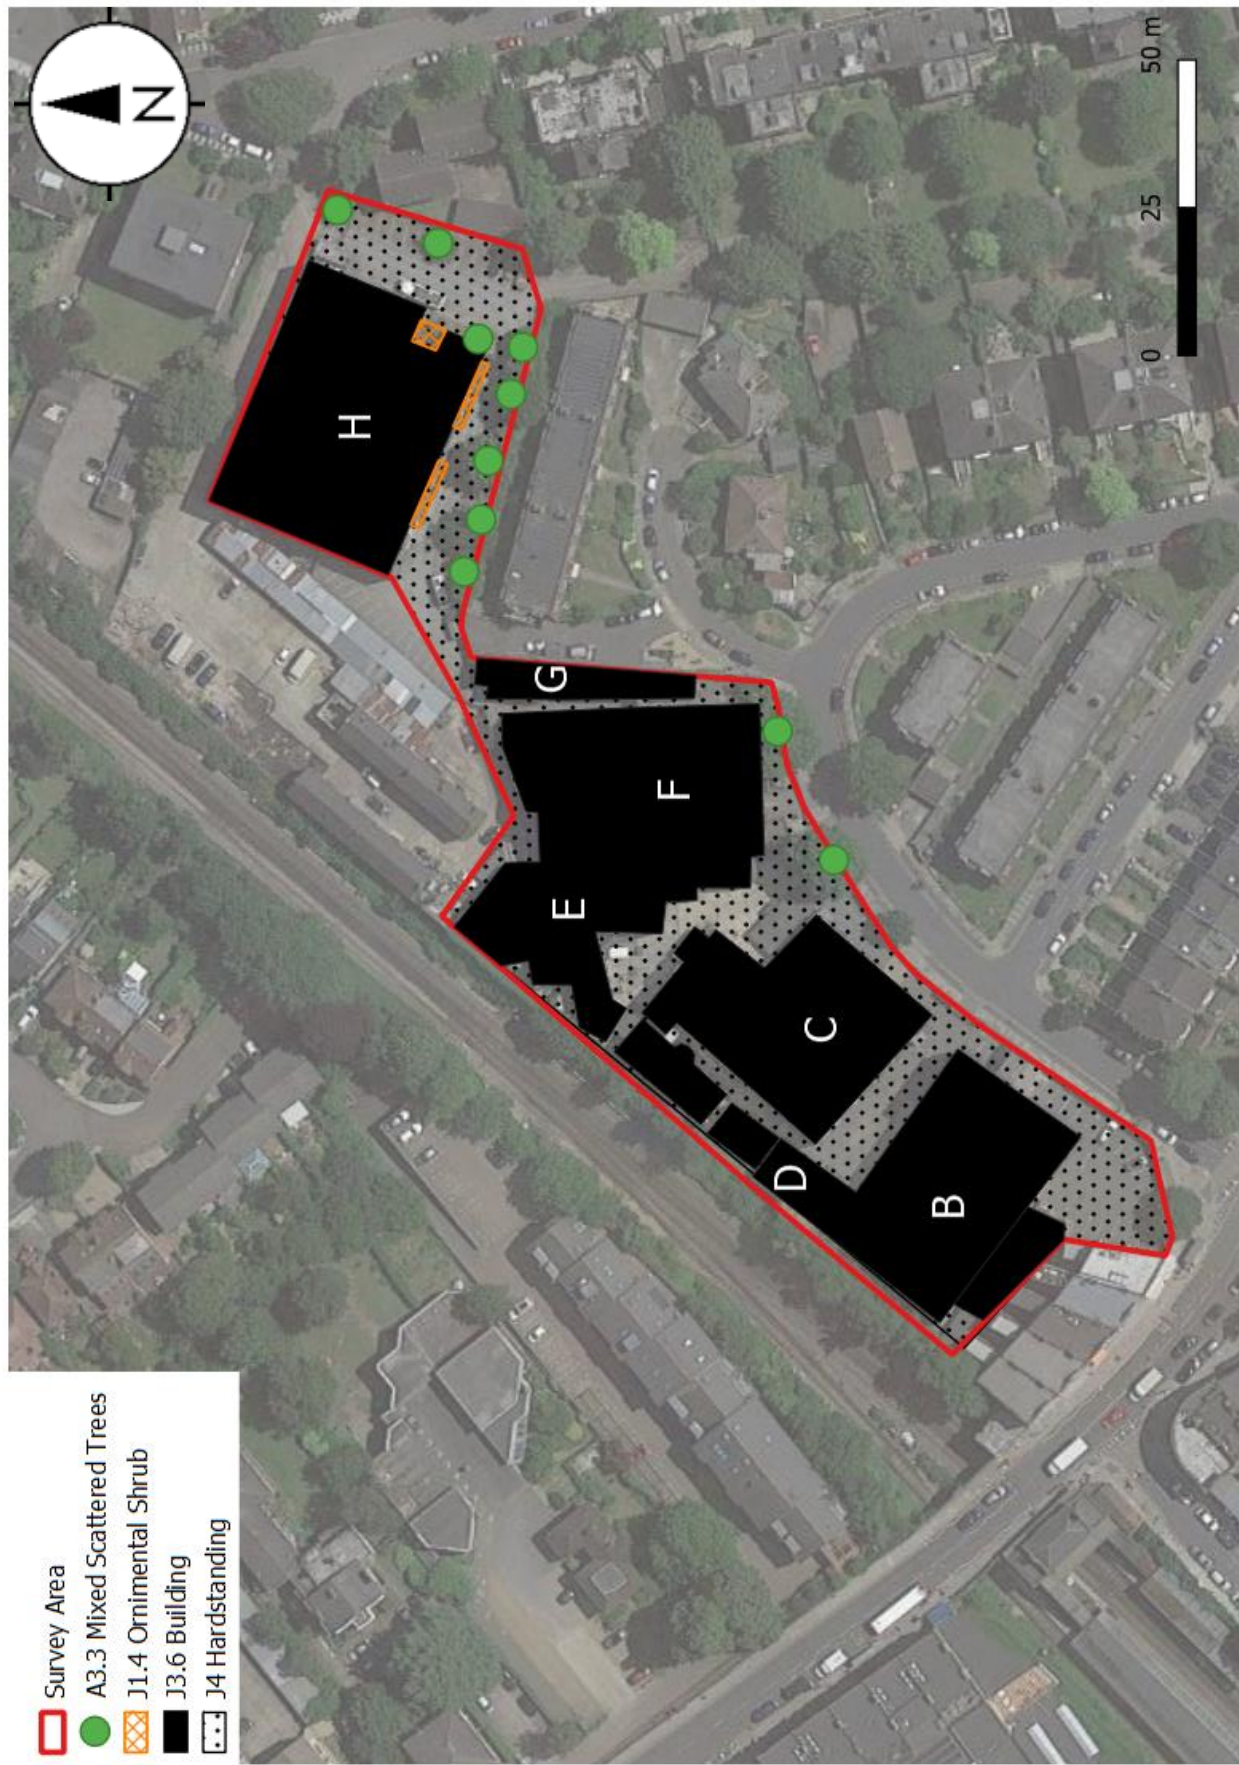 Survey Area
A3.3 Mixed Scattered Trees
J1.4 Ornimental Shrub
J3.6 Building
J4 Hardstanding
N
H
G
F
E
C
D
B
0 25 50 m